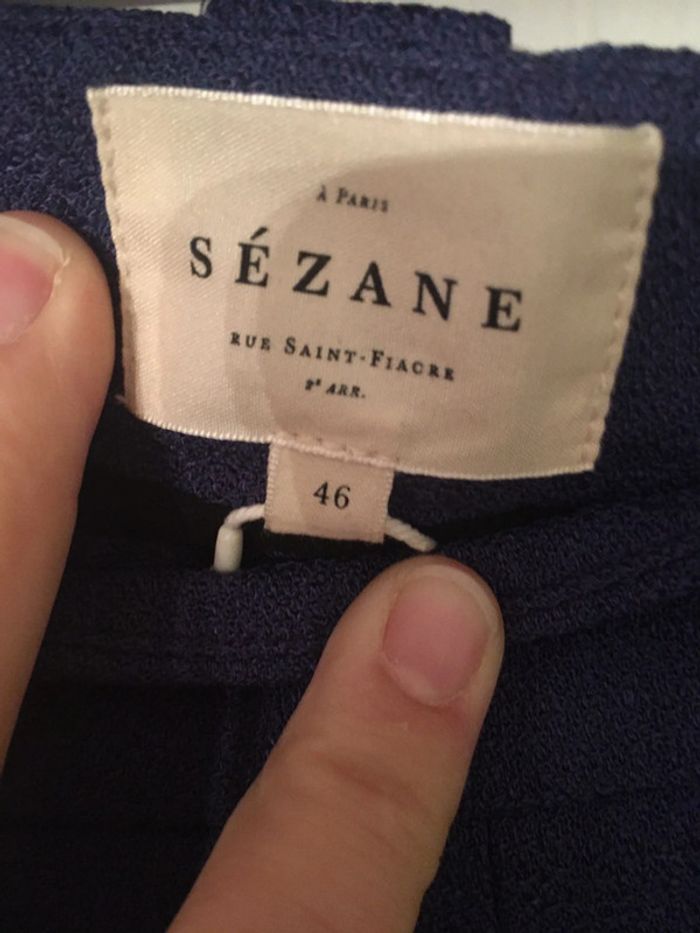 À PARIS
SÉZANE
RUE SAINT-FIACRE
2E ARR.
46